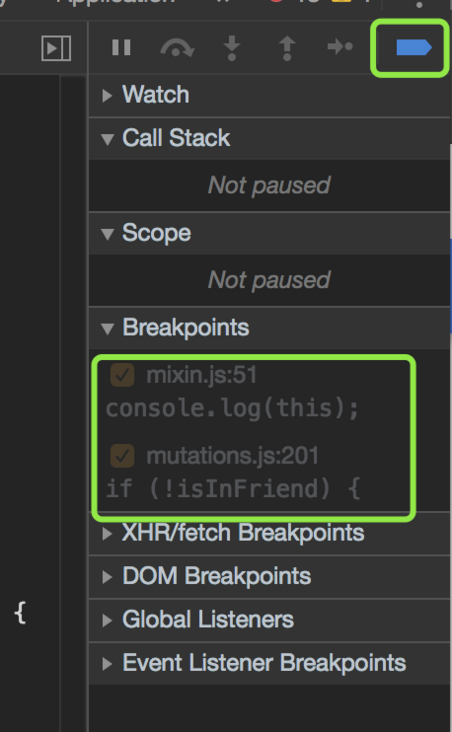 Watch
Call Stack
Not paused
Scope
Not paused
Breakpoints
mixin.js:51
console.log(this);
mutations.js:201
if (!isInFriend) {
XHR/fetch Breakpoints
DOM Breakpoints
{
Global Listeners
Event Listener Breakpoints